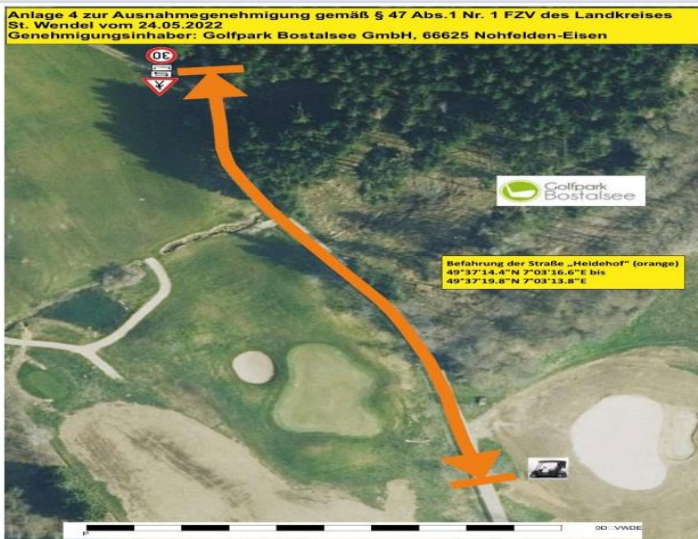 Anlage 4 zur Ausnahmegenehmigung gemäß § 47 Abs.1 Nr. 1 FZV des Landkreises
St. Wendel vom 24.05.2022
Genehmigungsinhaber: Golfpark Bostalsee GmbH, 66625 Nohfelden-Eisen
30
Golfpark
Bostalsee
Befahrung der Straße „Heidehof" (orange)
49°37'14.4"N 7°03'16.6"E bis
49°37'19.8"N 7°03'13.8"E